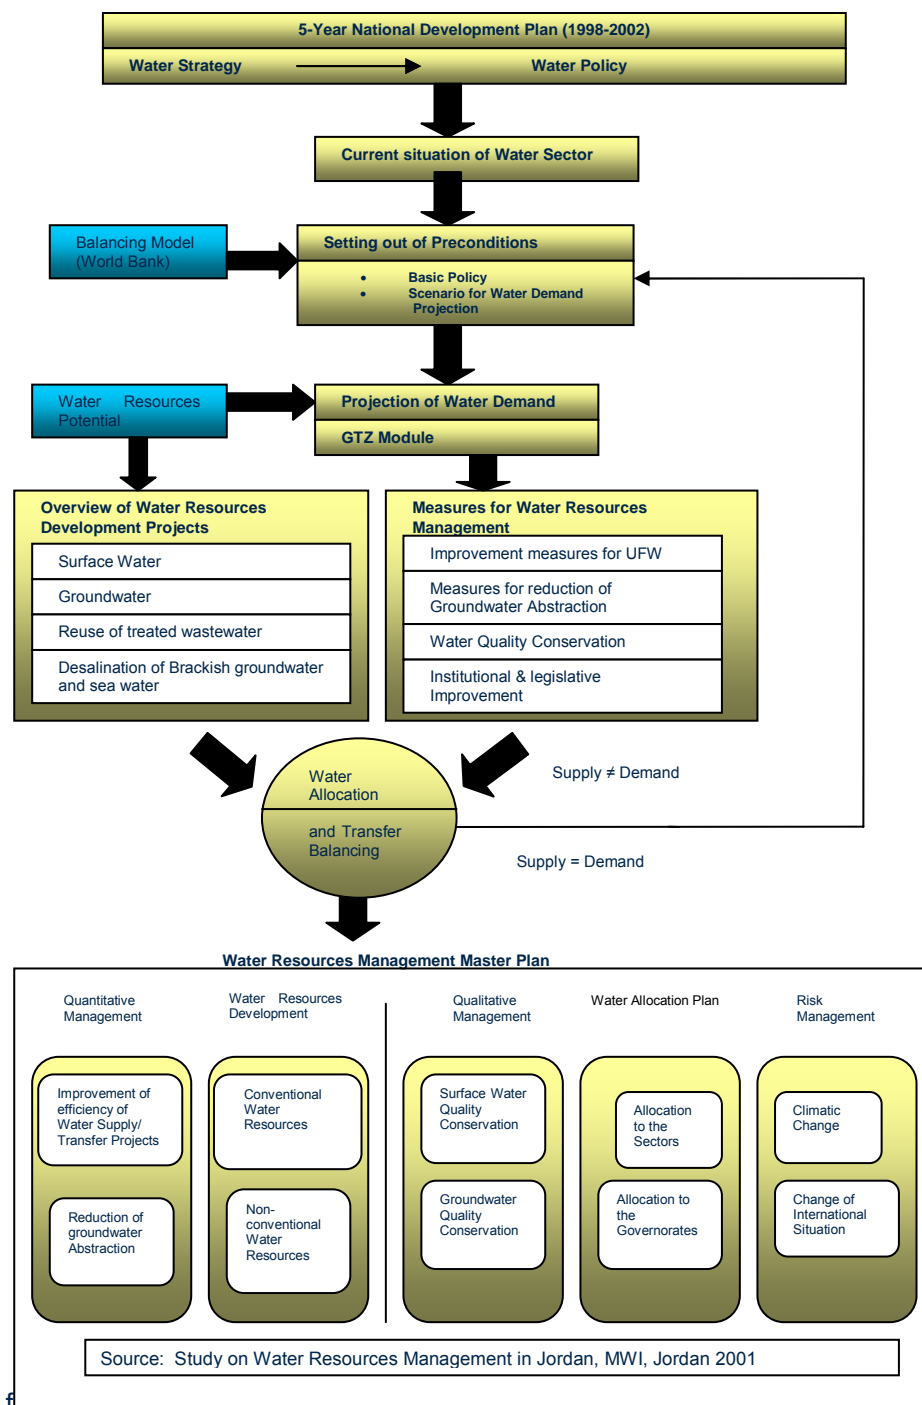 5-Year National Development Plan (1998-2002)
Water Strategy Water Policy
Current situation of Water Sector
Balancing Model
(World Bank)
Setting out of Preconditions
• Basic Policy
• Scenario for Water Demand
Projection
Water Resources
Potential
Projection of Water Demand
GTZ Module
Overview of Water Resources
Development Projects
Surface Water
Groundwater
Reuse of treated wastewater
Desalination of Brackish groundwater
and sea water
Measures for Water Resources
Management
Improvement measures for UFW
Measures for reduction of
Groundwater Abstraction
Water Quality Conservation
Institutional & legislative
Improvement
Water
Allocation
and Transfer
Balancing
Supply ≠ Demand
Supply = Demand
Water Resources Management Master Plan
Quantitative
Management
Improvement of
efficiency of
Water Supply/
Transfer Projects
Reduction of
groundwater
Abstraction
Water Resources
Development
Conventional
Water
Resources
Non-
conventional
Water
Resources
Qualitative
Management
Surface Water
Quality
Conservation
Groundwater
Quality
Conservation
Water Allocation Plan
Allocation
to the
Sectors
Allocation to
the
Governorates
Risk
Management
Climatic
Change
Change of
International
Situation
Source: Study on Water Resources Management in Jordan, MWI, Jordan 2001
f